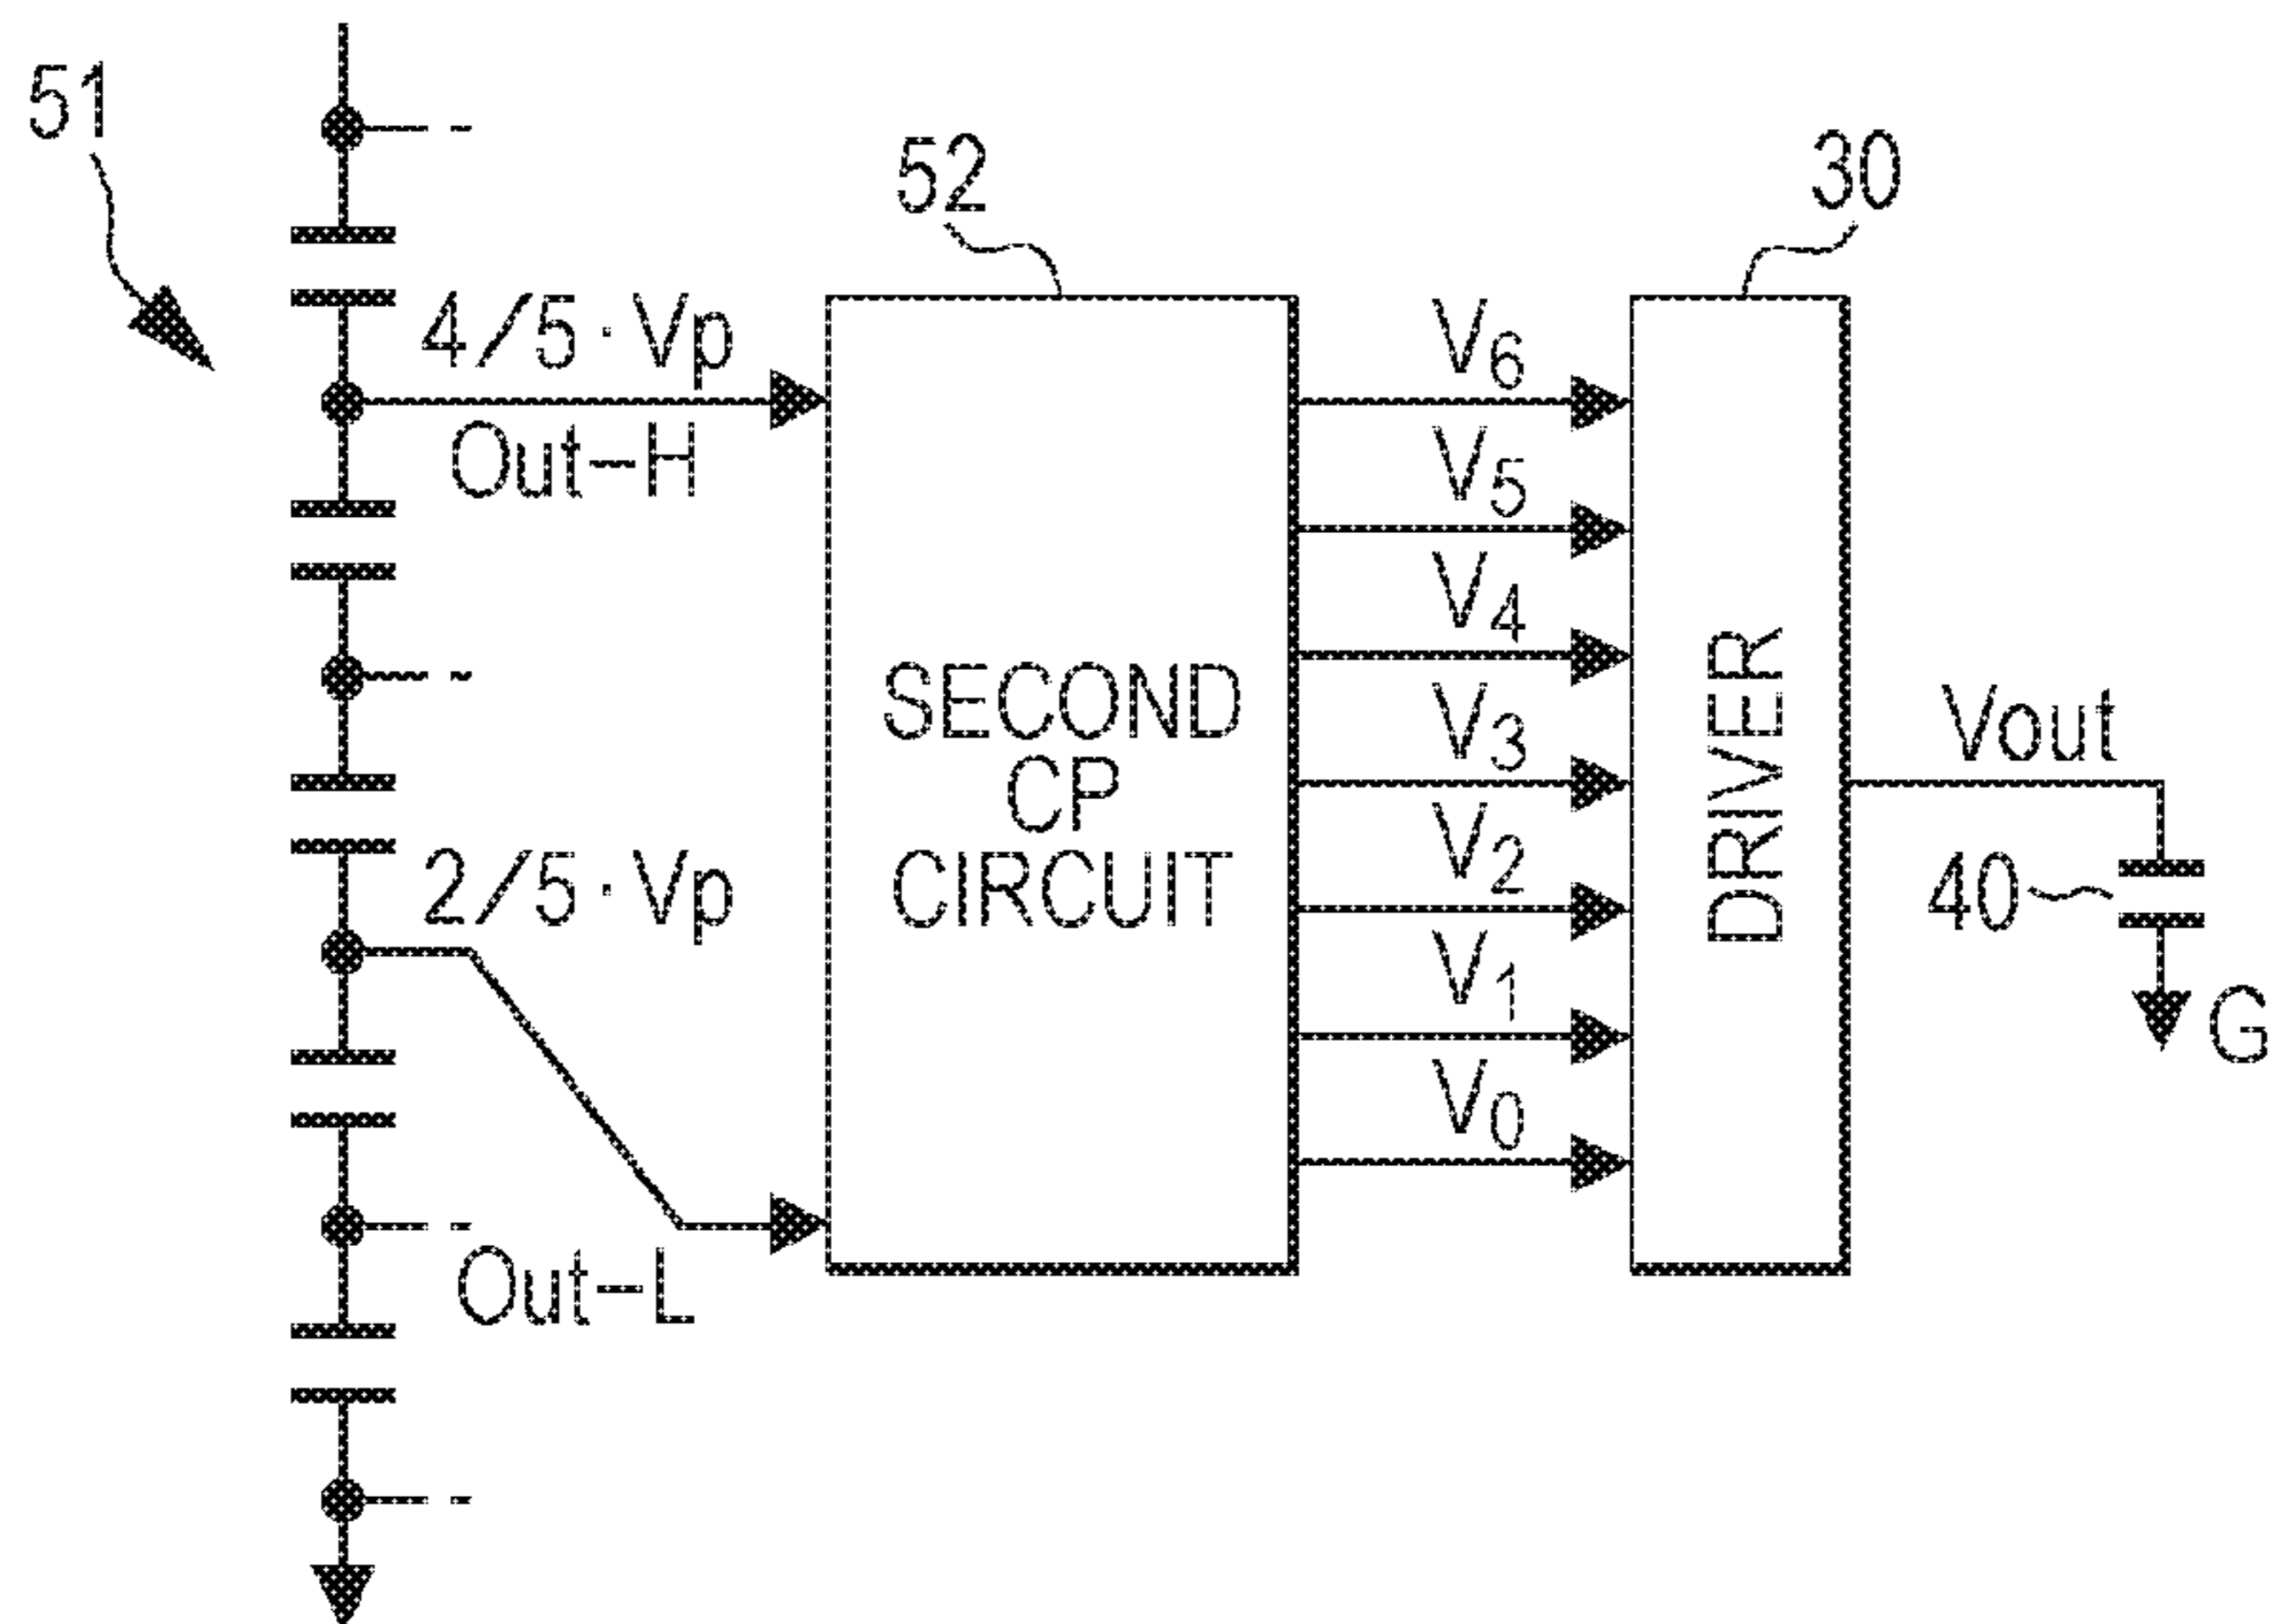 51
52
30
4/5·Vp
Out-H
V6
V5
V4
V3
V2
V1
V0
SECOND
CP
CIRCUIT
DRIVER
Vout
2/5·Vp
40
G
Out-L